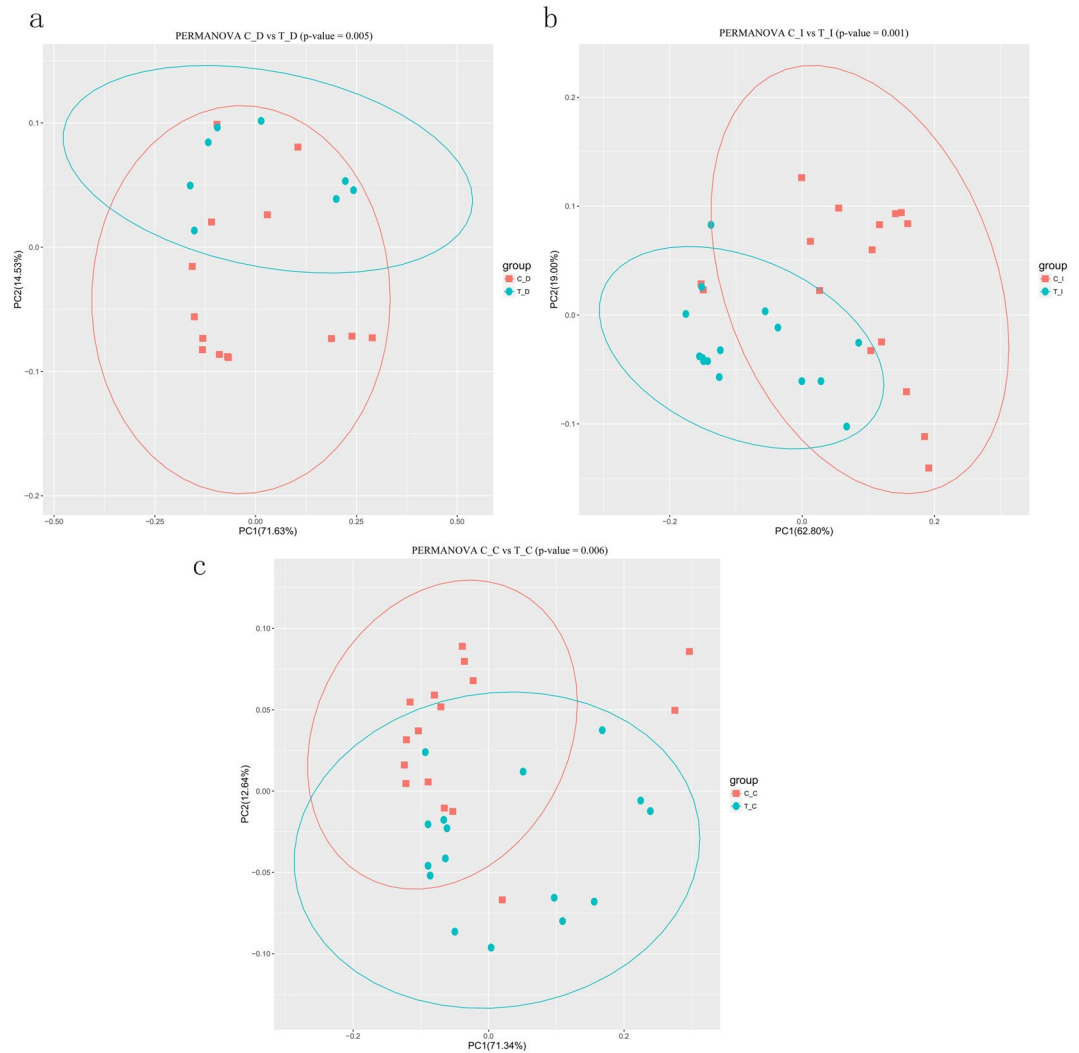 a
PERMANOVA C_D vs T_D (p-value = 0.005)
0.1
0.0
−0.1
−0.2
PC2(14.53%)
−0.50
−0.25
0.00
0.25
0.50
PC1(71.63%)
group
C_D
T_D
b
PERMANOVA C_I vs T_I (p-value = 0.001)
0.2
0.1
0.0
−0.1
PC2(19.00%)
−0.2
0.0
0.2
PC1(62.80%)
group
C_I
T_I
c
PERMANOVA C_C vs T_C (p-value = 0.006)
0.10
0.05
0.00
−0.05
−0.10
PC2(12.64%)
−0.2
0.0
0.2
PC1(71.34%)
group
C_C
T_C